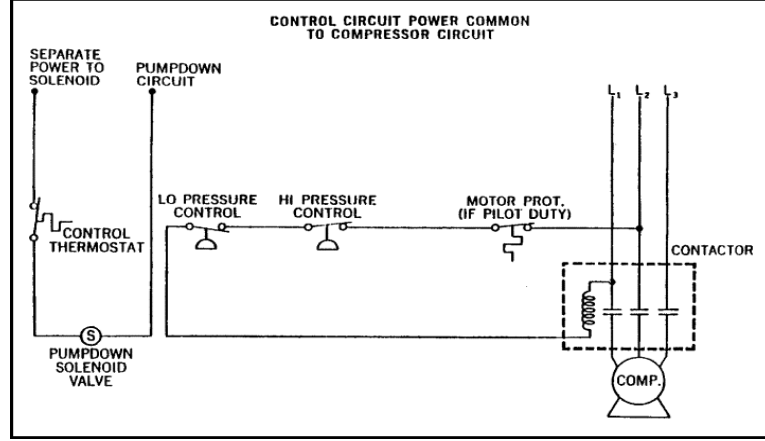 CONTROL CIRCUIT POWER COMMON
TO COMPRESSOR CIRCUIT
SEPARATE
POWER TO
SOLENOID
PUMPDOWN
CIRCUIT
L1
L2
L3
LO PRESSURE
CONTROL
HI PRESSURE
CONTROL
MOTOR PROT.
(IF PILOT DUTY)
CONTROL
THERMOSTAT
CONTACTOR
S
PUMPDOWN
SOLENOID
VALVE
COMP.